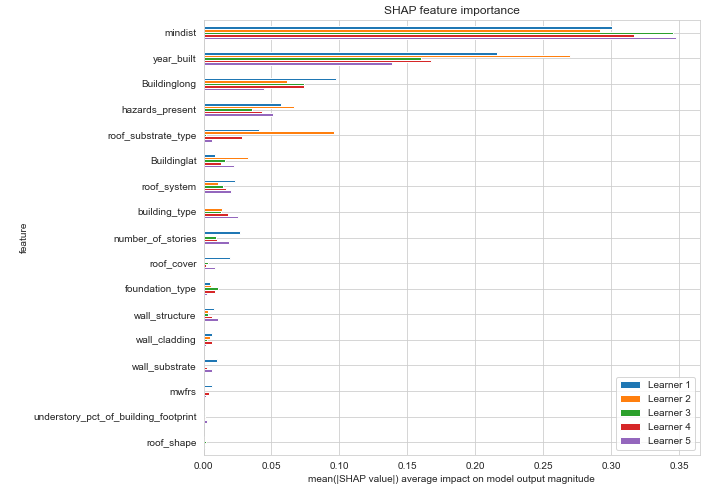 SHAP feature importance
feature
mindist
year_built
Buildinglong
hazards_present
roof_substrate_type
Buildinglat
roof_system
building_type
number_of_stories
roof_cover
foundation_type
wall_structure
wall_cladding
wall_substrate
mwfrs
understory_pct_of_building_footprint
roof_shape
Learner 1
Learner 2
Learner 3
Learner 4
Learner 5
0.00 0.05 0.10 0.15 0.20 0.25 0.30 0.35
mean(|SHAP value|) average impact on model output magnitude